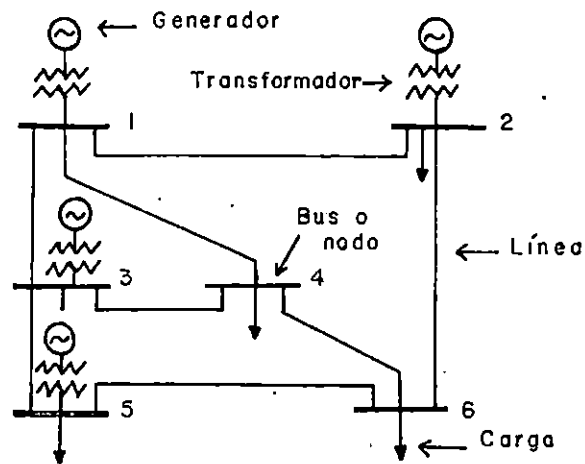 Generador
Transformador
1
2
Bus o
nodo
Línea
3
4
5
6
Carga